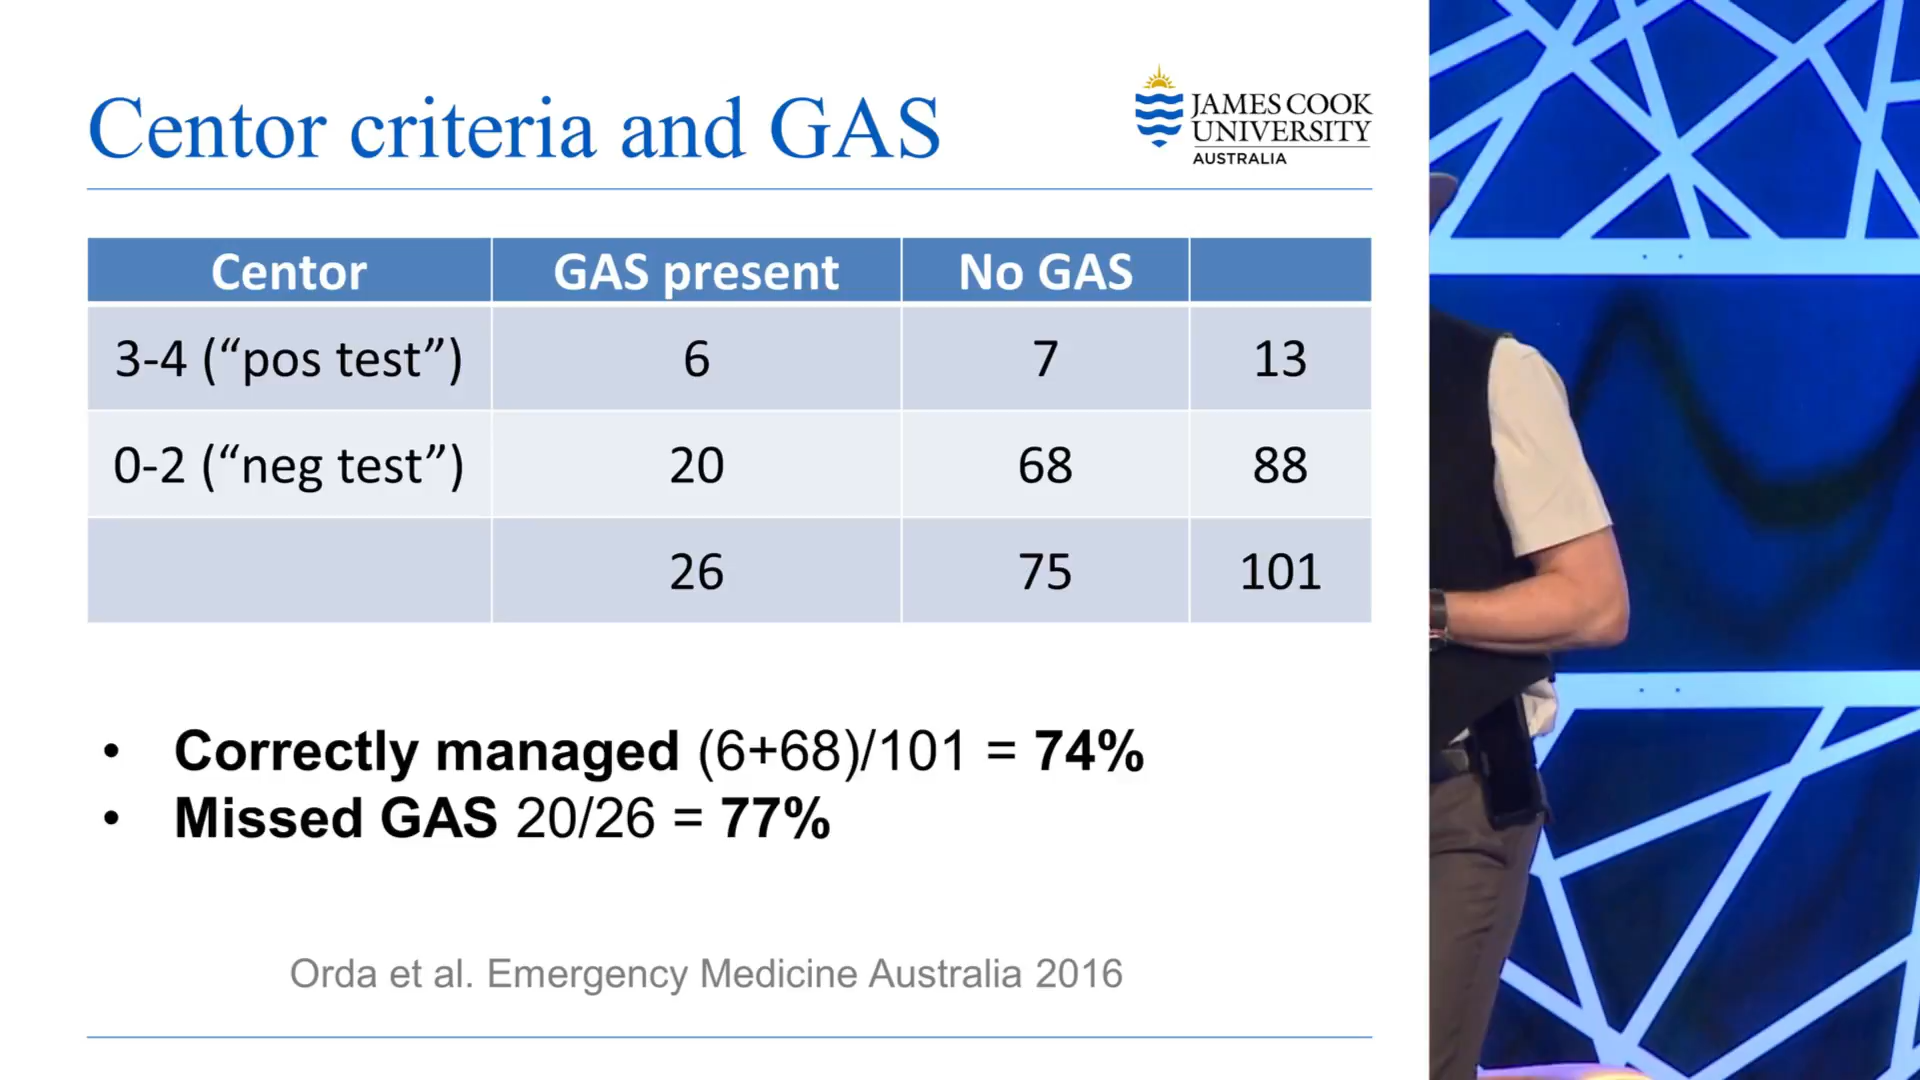 Centor criteria and GAS
JAMES COOK
UNIVERSITY
AUSTRALIA
Centor GAS present No GAS
3-4 (“pos test”) 6 7 13
0-2 (“neg test”) 20 68 88
26 75 101
• Correctly managed (6+68)/101 = 74%
• Missed GAS 20/26 = 77%
Orda et al. Emergency Medicine Australia 2016